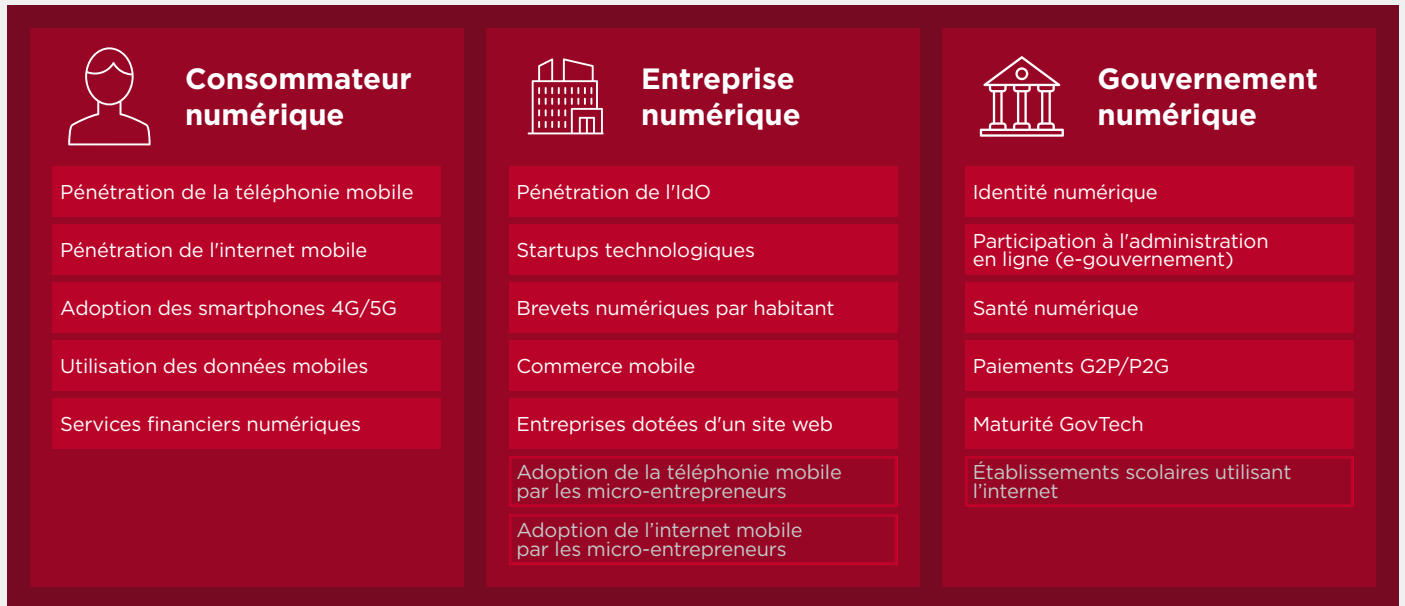 Consommateur
numérique
Pénétration de la téléphonie mobile
Pénétration de l'internet mobile
Adoption des smartphones 4G/5G
Utilisation des données mobiles
Services financiers numériques
Entreprise
numérique
Pénétration de l'IdO
Startups technologiques
Brevets numériques par habitant
Commerce mobile
Entreprises dotées d'un site web
Adoption de la téléphonie mobile
par les micro-entrepreneurs
Adoption de l’internet mobile
par les micro-entrepreneurs
Gouvernement
numérique
Identité numérique
Participation à l'administration
en ligne (e-gouvernement)
Santé numérique
Paiements G2P/P2G
Maturité GovTech
Établissements scolaires utilisant
l’internet